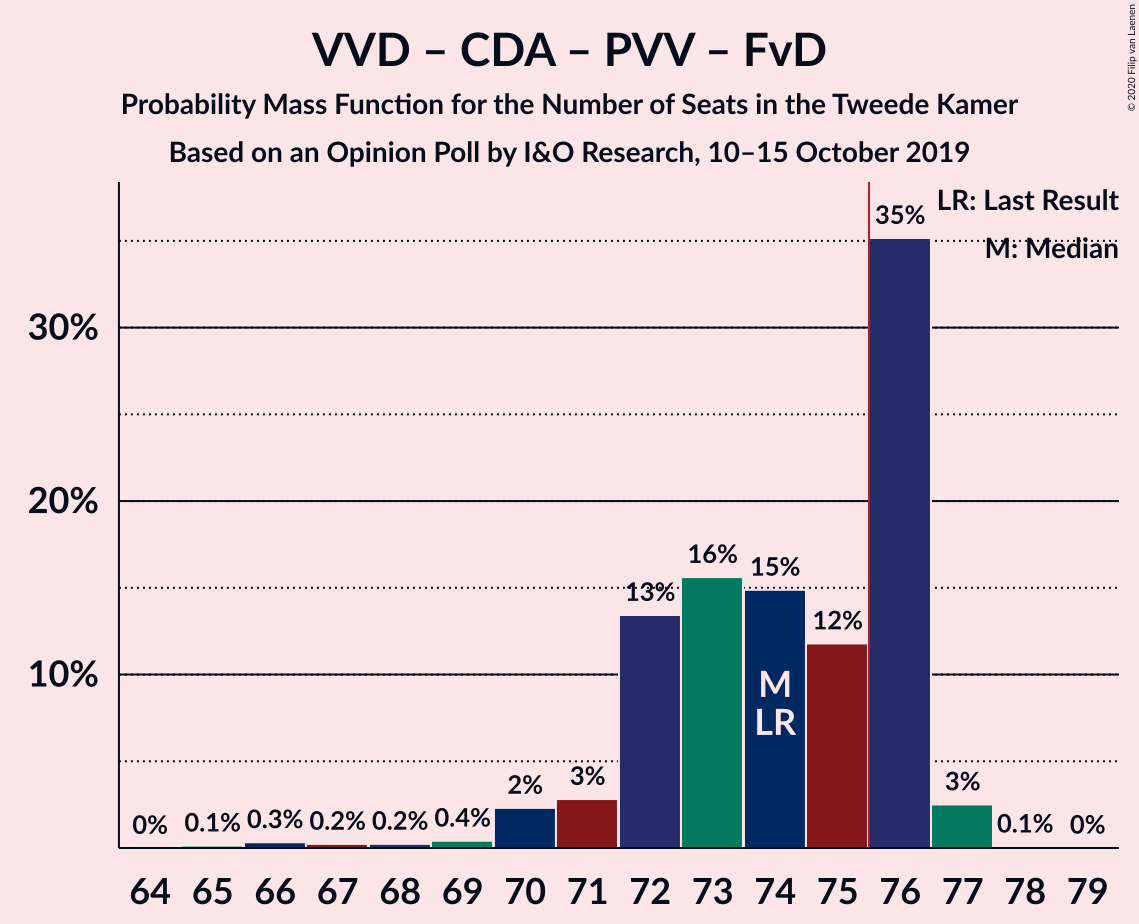 VVD – CDA – PVV – FvD
Probability Mass Function for the Number of Seats in the Tweede Kamer
Based on an Opinion Poll by I&O Research, 10–15 October 2019
© 2020 Filip van Laenen
LR: Last Result
M: Median
30%
20%
10%
0%
0.1%
0.3%
0.2%
0.2%
0.4%
2%
3%
13%
16%
15%
12%
35%
3%
0.1%
0%
M
LR
64 65 66 67 68 69 70 71 72 73 74 75 76 77 78 79